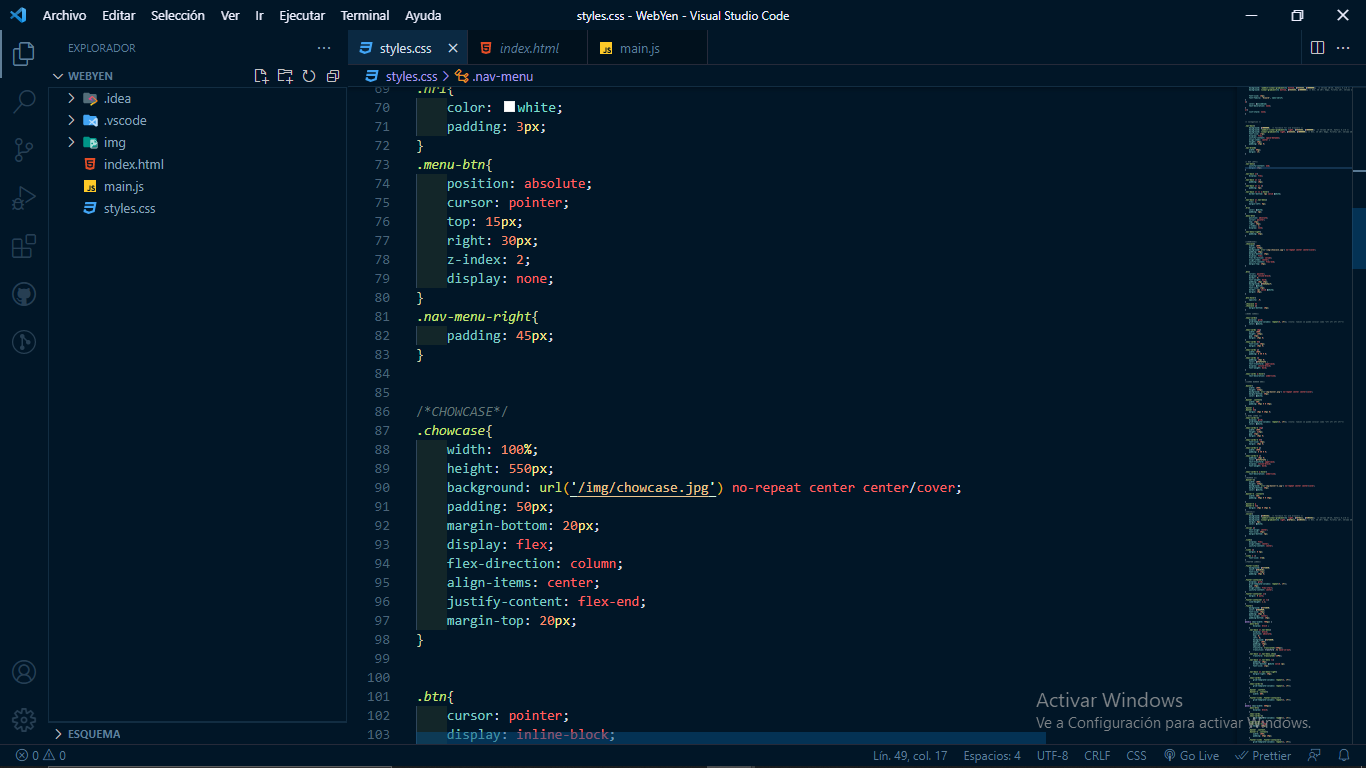 Archivo Editar Selección Ver Ir Ejecutar Terminal Ayuda
styles.css - WebYen - Visual Studio Code
EXPLORADOR
styles.css
index.html
main.js
WEBYEN
styles.css > .nav-menu
.idea
.vscode
img
index.html
main.js
styles.css
69 .hrl{
70 color: white;
71 padding: 3px;
72 }
73 .menu-btn{
74 position: absolute;
75 cursor: pointer;
76 top: 15px;
77 right: 30px;
78 z-index: 2;
79 display: none;
80 }
81 .nav-menu-right{
82 padding: 45px;
83 }
84
85
86 /*CHOWCASE*/
87 .chowcase{
88 width: 100%;
89 height: 550px;
90 background: url('/img/chowcase.jpg') no-repeat center center/cover;
91 padding: 50px;
92 margin-bottom: 20px;
93 display: flex;
94 flex-direction: column;
95 align-items: center;
96 justify-content: flex-end;
97 margin-top: 20px;
98 }
99
100
101 .btn{
102 cursor: pointer;
103 display: inline-block;
Activar Windows
Ve a Configuración para activar Windows.
ESQUEMA
0 0
Lín. 49, col. 17 Espacios: 4 UTF-8 CRLF CSS Go Live Prettier